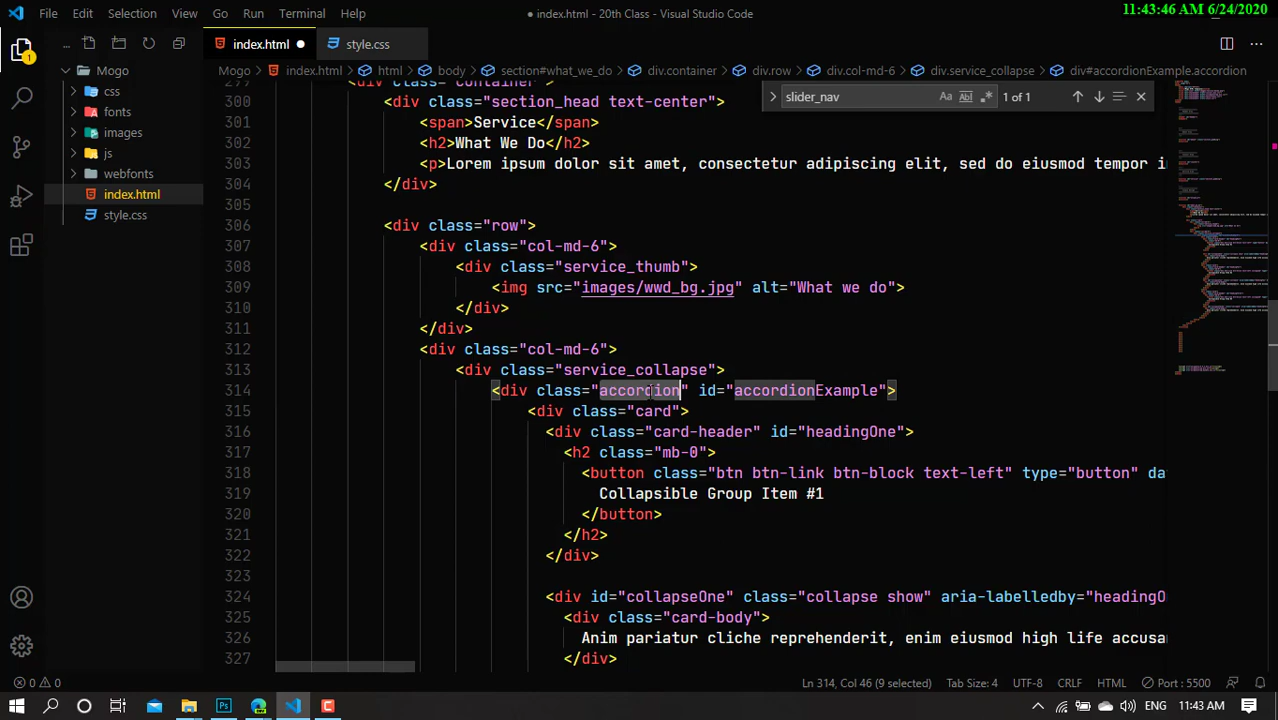 File Edit Selection View Go Run Terminal Help
● index.html - 20th Class - Visual Studio Code
11:43:46 AM 6/24/2020
1
...
index.html ●
style.css
...
Mogo
css
fonts
images
js
webfonts
index.html
style.css
Mogo > index.html > html > body > section#what_we_do > div.container > div.row > div.col-md-6 > div.service_collapse > div#accordionExample.accordion
service_nav
1 of 1
299 <div class="container">
300 <div class="section_head text-center">
301 <span>Service</span>
302 <h2>What We Do</h2>
303 <p>Lorem ipsum dolor sit amet, consectetur adipiscing elit, sed do eiusmod tempor i
304 </div>
305
306 <div class="row">
307 <div class="col-md-6">
308 <div class="service_thumb">
309 <img src="images/wwd_bg.jpg" alt="What we do">
310 </div>
311 </div>
312 <div class="col-md-6">
313 <div class="service_collapse">
314 <div class="accordion" id="accordionExample">
315 <div class="card">
316 <div class="card-header" id="headingOne">
317 <h2 class="mb-0">
318 <button class="btn btn-link btn-block text-left" type="button" da
319 Collapsible Group Item #1
320 </button>
321 </h2>
322 </div>
323
324 <div id="collapseOne" class="collapse show" aria-labelledby="headingO
325 <div class="card-body">
326 Anim pariatur cliche reprehenderit, enim eiusmod high life accusa
327 </div>
0 0
Ln 314, Col 46 (9 selected) Tab Size: 4 UTF-8 CRLF HTML Port : 5500
ENG 11:43 AM